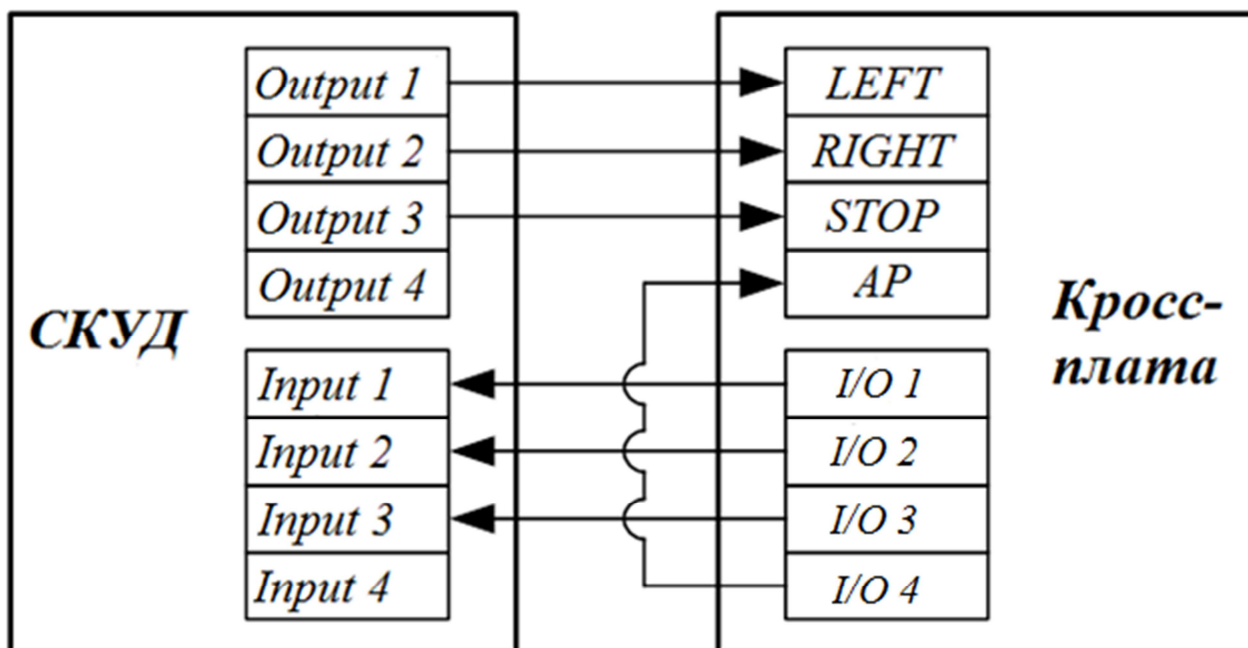 СКУД
Output 1
Output 2
Output 3
Output 4
Input 1
Input 2
Input 3
Input 4
LEFT
RIGHT
STOP
AP
I/O 1
I/O 2
I/O 3
I/O 4
Кросс-
плата